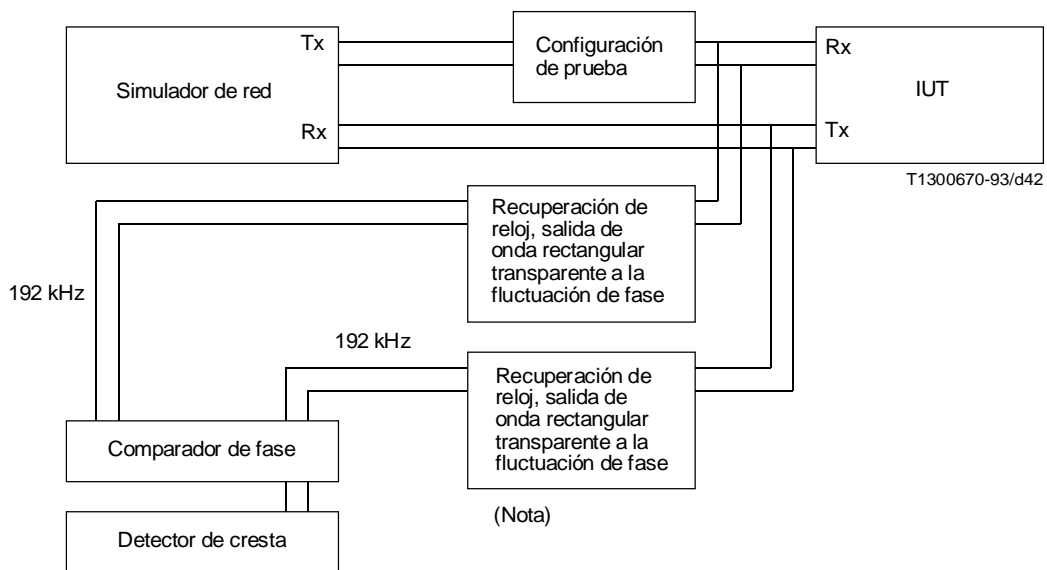 Tx
Configuración
de prueba
Rx
Simulador de red
IUT
Rx
Tx
T1300670-93/d42
Recuperación de
reloj, salida de
onda rectangular
transparente a la
fluctuación de fase
192 kHz
192 kHz
Recuperación de
reloj, salida de
onda rectangular
transparente a la
fluctuación de fase
Comparador de fase
(Nota)
Detector de cresta